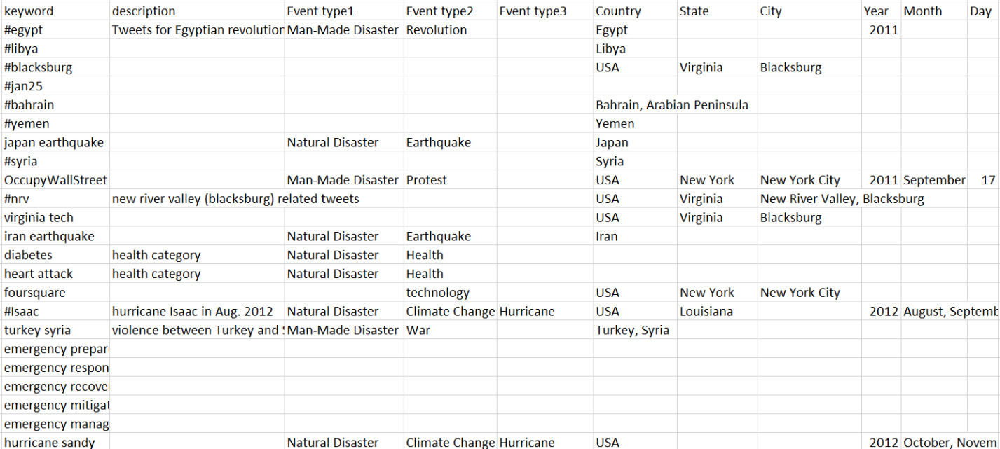 keyword description Event type1 Event type2 Event type3 Country State City Year Month Day
#egypt Tweets for Egyptian revolution Man-Made Disaster Revolution Egypt 2011
#libya Libya
#blacksburg USA Virginia Blacksburg
#jan25
#bahrain Bahrain, Arabian Peninsula
#yemen Yemen
japan earthquake Natural Disaster Earthquake Japan
#syria Syria
OccupyWallStreet Man-Made Disaster Protest USA New York New York City 2011 September 17
#nrv new river valley (blacksburg) related tweets USA Virginia New River Valley, Blacksburg
virginia tech USA Virginia Blacksburg
iran earthquake Natural Disaster Earthquake Iran
diabetes health category Natural Disaster Health
heart attack health category Natural Disaster Health
foursquare technology USA New York New York City
#Isaac hurricane Isaac in Aug. 2012 Natural Disaster Climate Change Hurricane USA Louisiana 2012 August, Septemb
turkey syria violence between Turkey and Man-Made Disaster War Turkey, Syria
emergency prepar
emergency respon
emergency recove
emergency mitigat
emergency manag
hurricane sandy Natural Disaster Climate Change Hurricane USA 2012 October, Novem